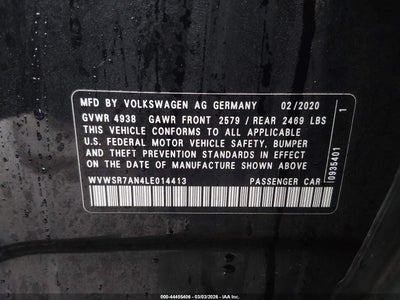 MFD BY VOLKSWAGEN AG GERMANY 02/2020
GVWR 4938 GAWR FRONT 2579 / REAR 2469 LBS
THIS VEHICLE CONFORMS TO ALL APPLICABLE
U.S. FEDERAL MOTOR VEHICLE SAFETY, BUMPER
AND THEFT PREVENTION STANDARDS IN EFFECT
ON THE DATE OF MANUFACTURE SHOWN ABOVE
WVWSR7AN4LE014413 PASSENGER CAR
0935401 1
000-44455406 - 03/03/2026 - IAA Inc.